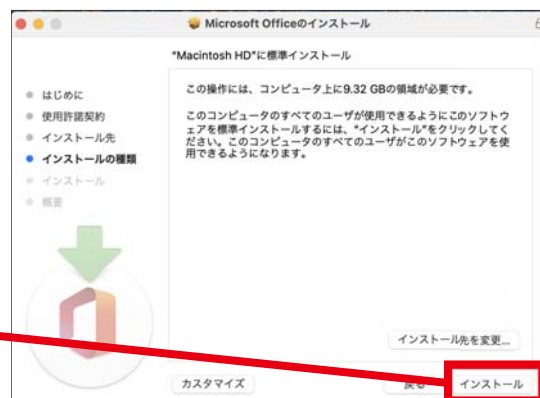 Microsoft Officeのインストール
"Macintosh HD"に標準インストール
はじめに
使用許諾契約
インストール先
インストールの種類
インストール
概要
この操作には、コンピュータ上に9.32 GBの領域が必要です。
このコンピュータのすべてのユーザが使用できるようにこのソフトウ
ェアを標準インストールするには、"インストール"をクリックしてく
ださい。このコンピュータのすべてのユーザがこのソフトウェアを使
用できるようになります。
インストール先を変更...
カスタマイズ
戻る
インストール